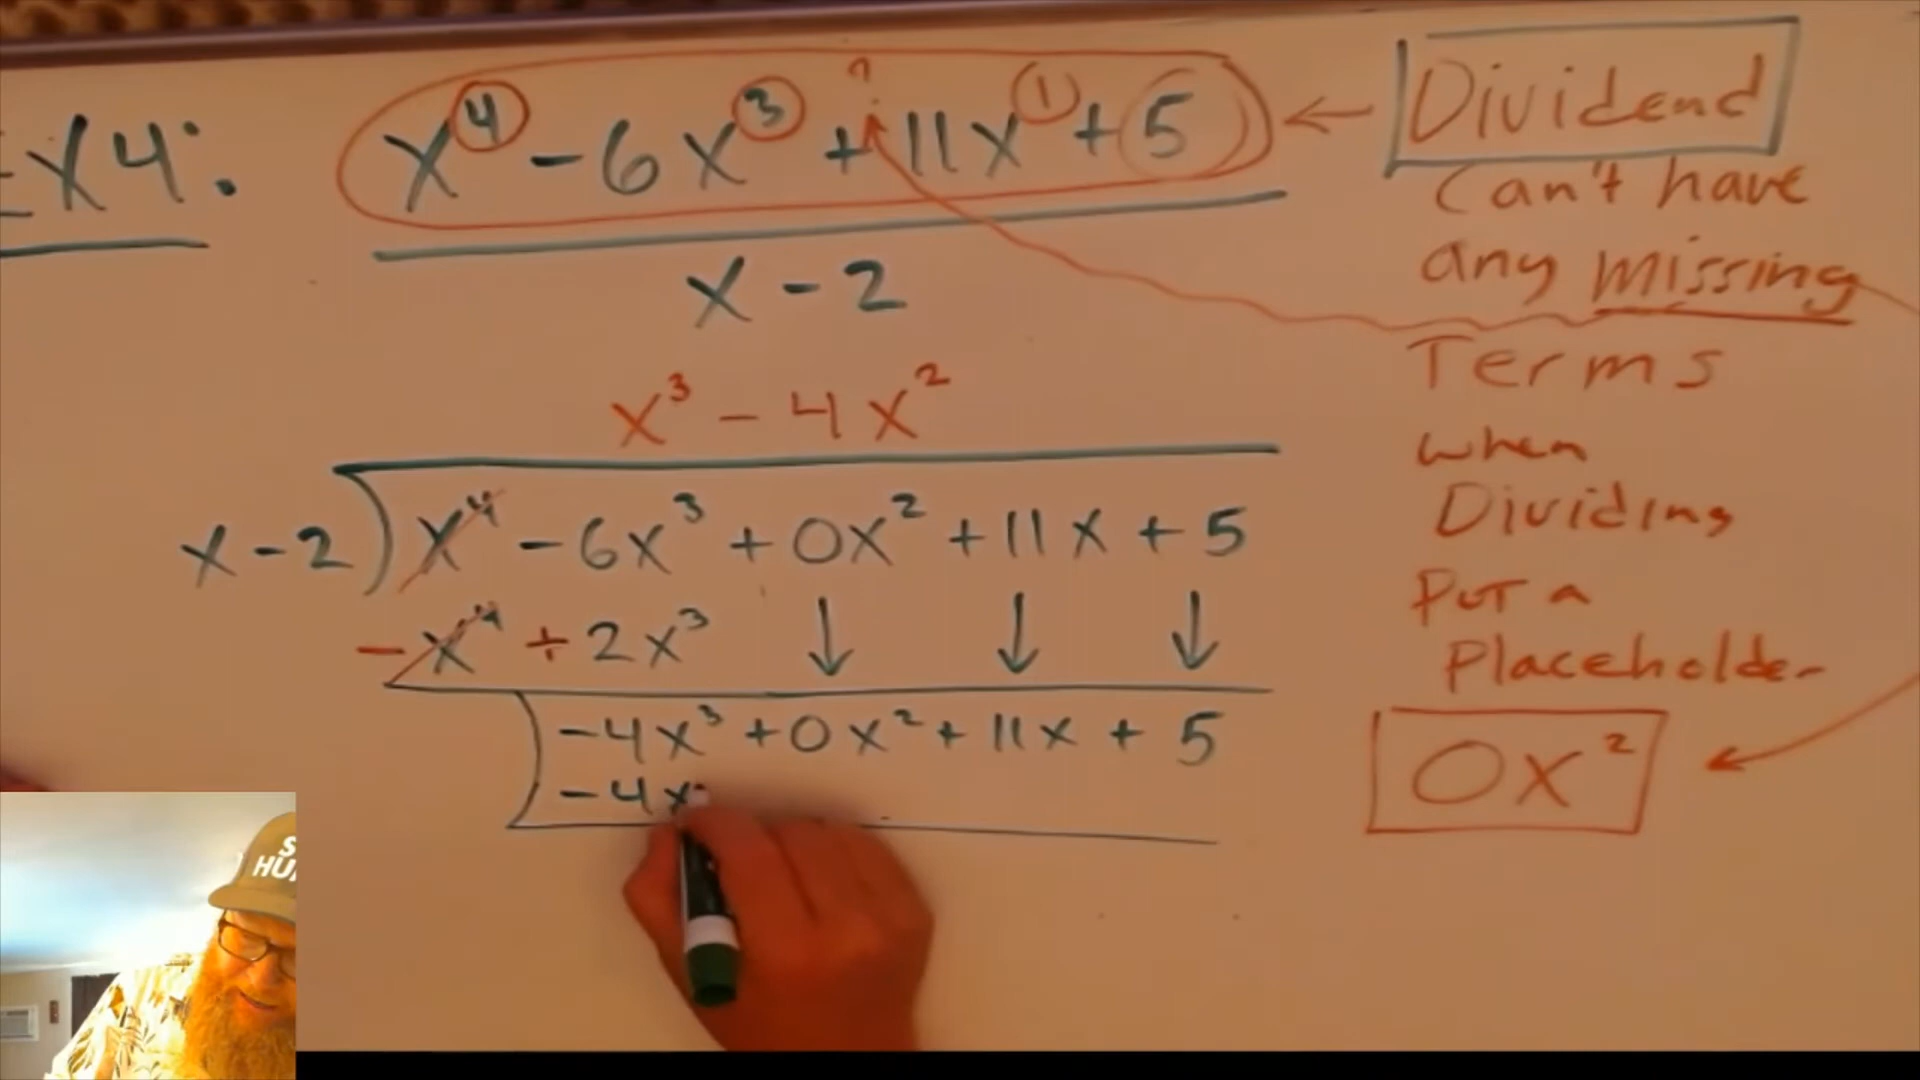 EX4: x⁴ - 6x³ + 11x¹ + 5
?
x - 2
← Dividend
Can't have
any missing
Terms
when
Dividing
Put a
Placeholder
0x²
x³ - 4x²
x - 2 ) x⁴ - 6x³ + 0x² + 11x + 5
- x⁴ + 2x³ ↓ ↓ ↓
- 4x³ + 0x² + 11x + 5
- 4x